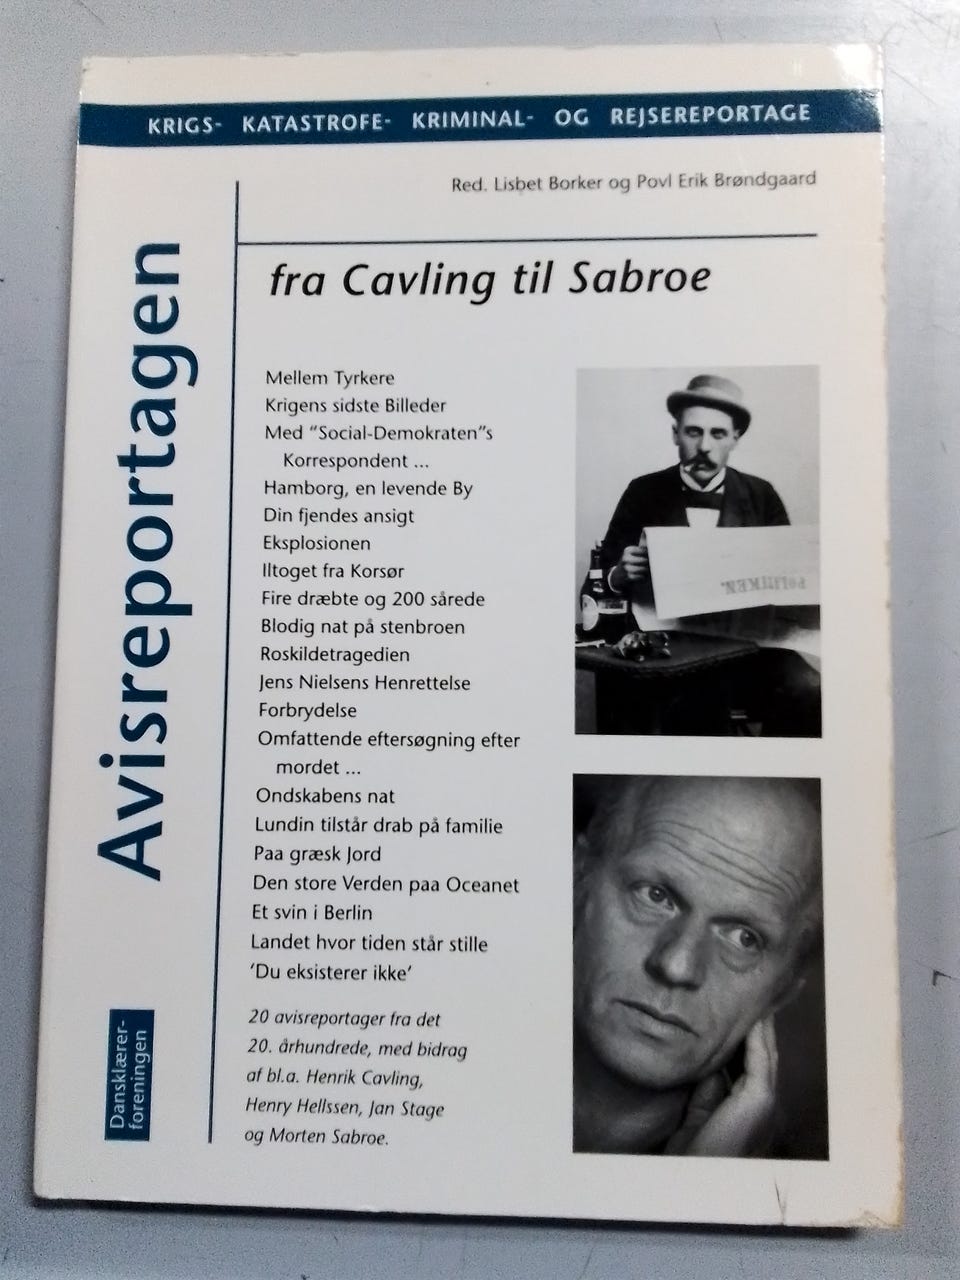 KRIGS- KATASTROFE- KRIMINAL- OG REJSEREPORTAGE
Red. Lisbet Borker og Povl Erik Brøndgaard
Avisreportagen
fra Cavling til Sabroe
Mellem Tyrkere
Krigens sidste Billeder
Med "Social-Demokraten"s
Korrespondent ...
Hamborg, en levende By
Din fjendes ansigt
Eksplosionen
Iltoget fra Korsør
Fire dræbte og 200 sårede
Blodig nat på stenbroen
Roskildetragedien
Jens Nielsens Henrettelse
Forbrydelse
Omfattende eftersøgning efter
mordet ...
Ondskabens nat
Lundin tilstår drab på familie
Paa græsk Jord
Den store Verden paa Oceanet
Et svin i Berlin
Landet hvor tiden står stille
'Du eksisterer ikke'
20 avisreportager fra det
20. århundrede, med bidrag
af bl.a. Henrik Cavling,
Henry Hellssen, Jan Stage
og Morten Sabroe.
POLITIKEN.
Dansklærer-
foreningen